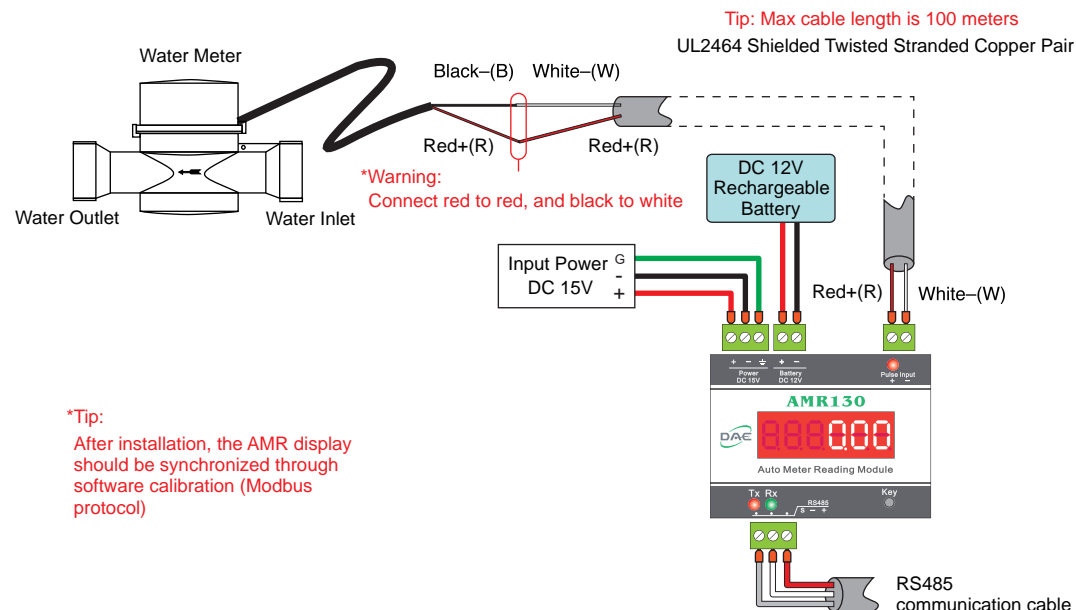 Tip: Max cable length is 100 meters
UL2464 Shielded Twisted Stranded Copper Pair
Water Meter
Black–(B) White–(W)
Red+(R) Red+(R)
*Warning:
Connect red to red, and black to white
Water Outlet
Water Inlet
DC 12V
Rechargeable
Battery
Input Power G
DC 15V -
+
Red+(R) White–(W)
+ - + -
Power Battery
DC 15V DC 12V
Pulse Input
+ -
AMR130
DAE
888000
Auto Meter Reading Module
Tx Rx
RS485
S - +
Key
*Tip:
After installation, the AMR display
should be synchronized through
software calibration (Modbus
protocol)
RS485
communication cable